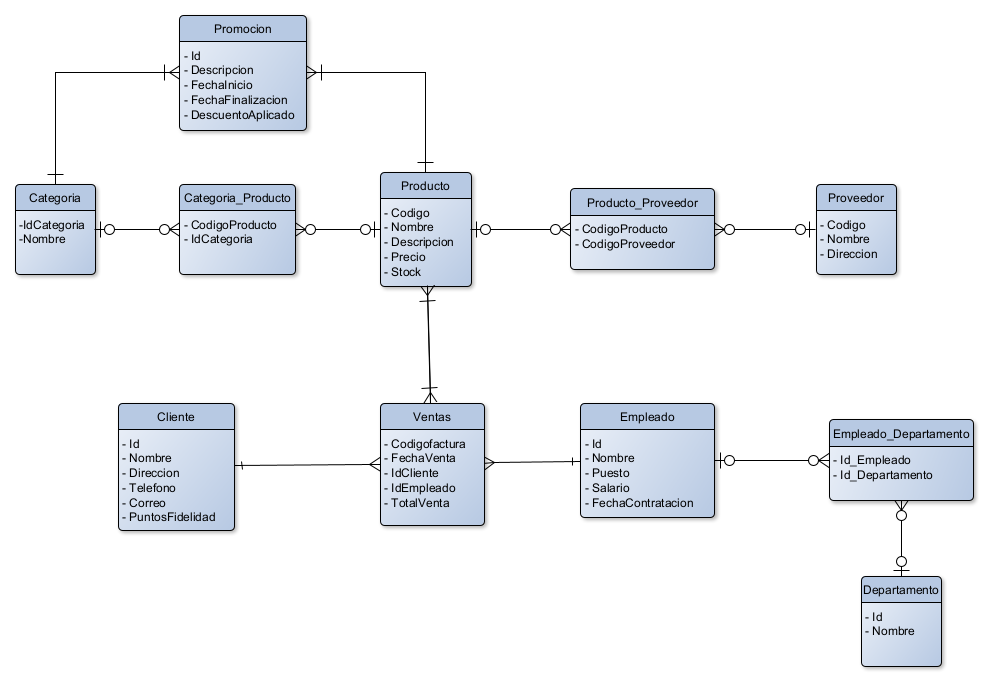 Promocion
- Id
- Descripcion
- FechaInicio
- FechaFinalizacion
- DescuentoAplicado
Categoria
-IdCategoria
-Nombre
Categoria_Producto
- CodigoProducto
- IdCategoria
Producto
- Codigo
- Nombre
- Descripcion
- Precio
- Stock
Producto_Proveedor
- CodigoProducto
- CodigoProveedor
Proveedor
- Codigo
- Nombre
- Direccion
Cliente
- Id
- Nombre
- Direccion
- Telefono
- Correo
- PuntosFidelidad
Ventas
- Codigofactura
- FechaVenta
- IdCliente
- IdEmpleado
- TotalVenta
Empleado
- Id
- Nombre
- Puesto
- Salario
- FechaContratacion
Empleado_Departamento
- Id_Empleado
- Id_Departamento
Departamento
- Id
- Nombre